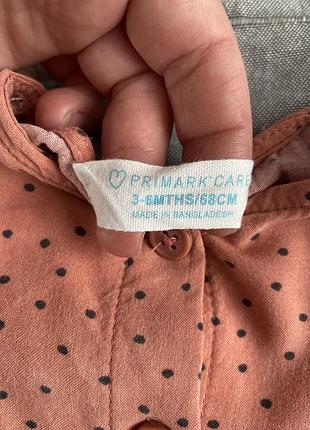 ♡ PRIMARK CARES
3-6MTHS/68CM
MADE IN BANGLADESH